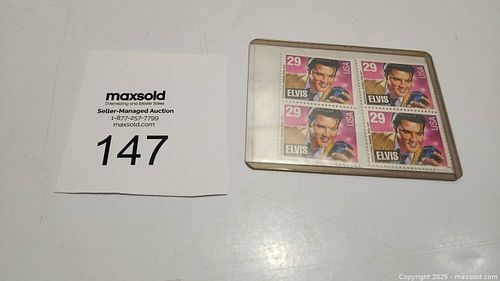 maxsold
Downsizing and Estate Sales
Seller-Managed Auction
1-877-257-7799
maxsold.com
147
29
USA
ELVIS
29
USA
ELVIS
29
USA
ELVIS
29
USA
ELVIS
Copyright © 2025 - maxsold.com